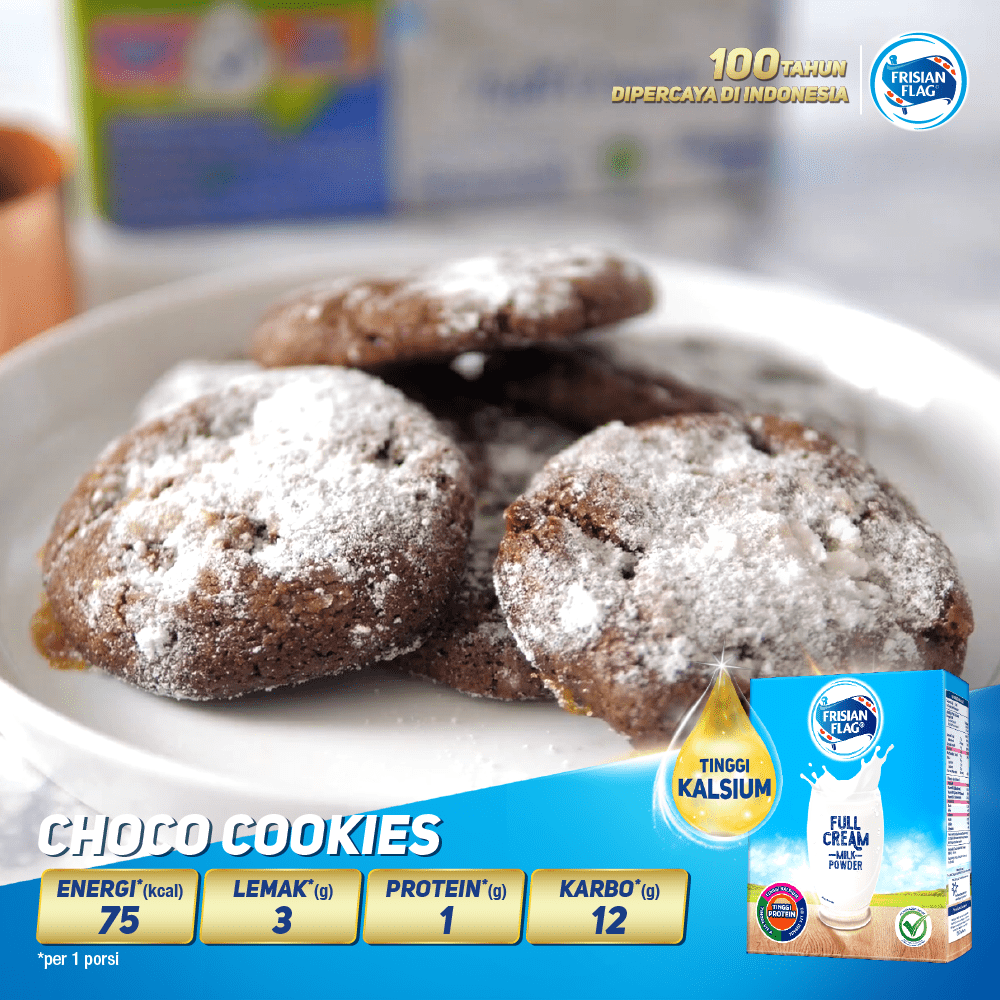 100 TAHUN
DIPERCAYA DI INDONESIA
FRISIAN
FLAG®
TINGGI
KALSIUM
FRISIAN
FLAG®
FULL
CREAM
MILK
POWDER
TINGGI
PROTEIN
CHOCO COOKIES
ENERGI*(kcal)
75
LEMAK*(g)
3
PROTEIN*(g)
1
KARBO*(g)
12
*per 1 porsi